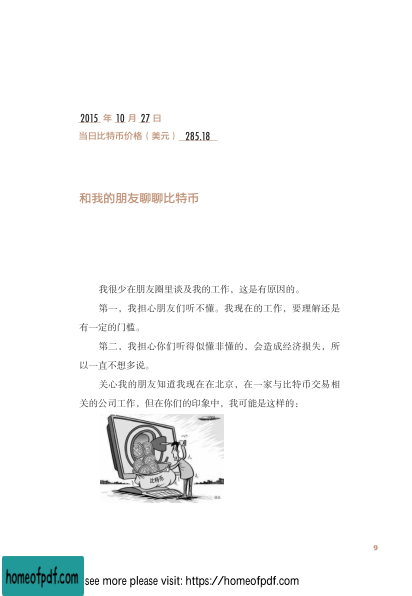 2015 年 10 月 27 日
当日比特币价格（美元） 285.18
和我的朋友聊聊比特币
我很少在朋友圈里谈及我的工作，这是有原因的。
第一，我担心朋友们听不懂。我现在的工作，要理解还是
有一定的门槛。
第二，我担心你们听得似懂非懂的，会造成经济损失，所
以一直不想多说。
关心我的朋友知道我现在在北京，在一家与比特币交易相
关的公司工作，但在你们的印象中，我可能是这样的：
比特币
9
homeofpdf.com
see more please visit: https://homeofpdf.com